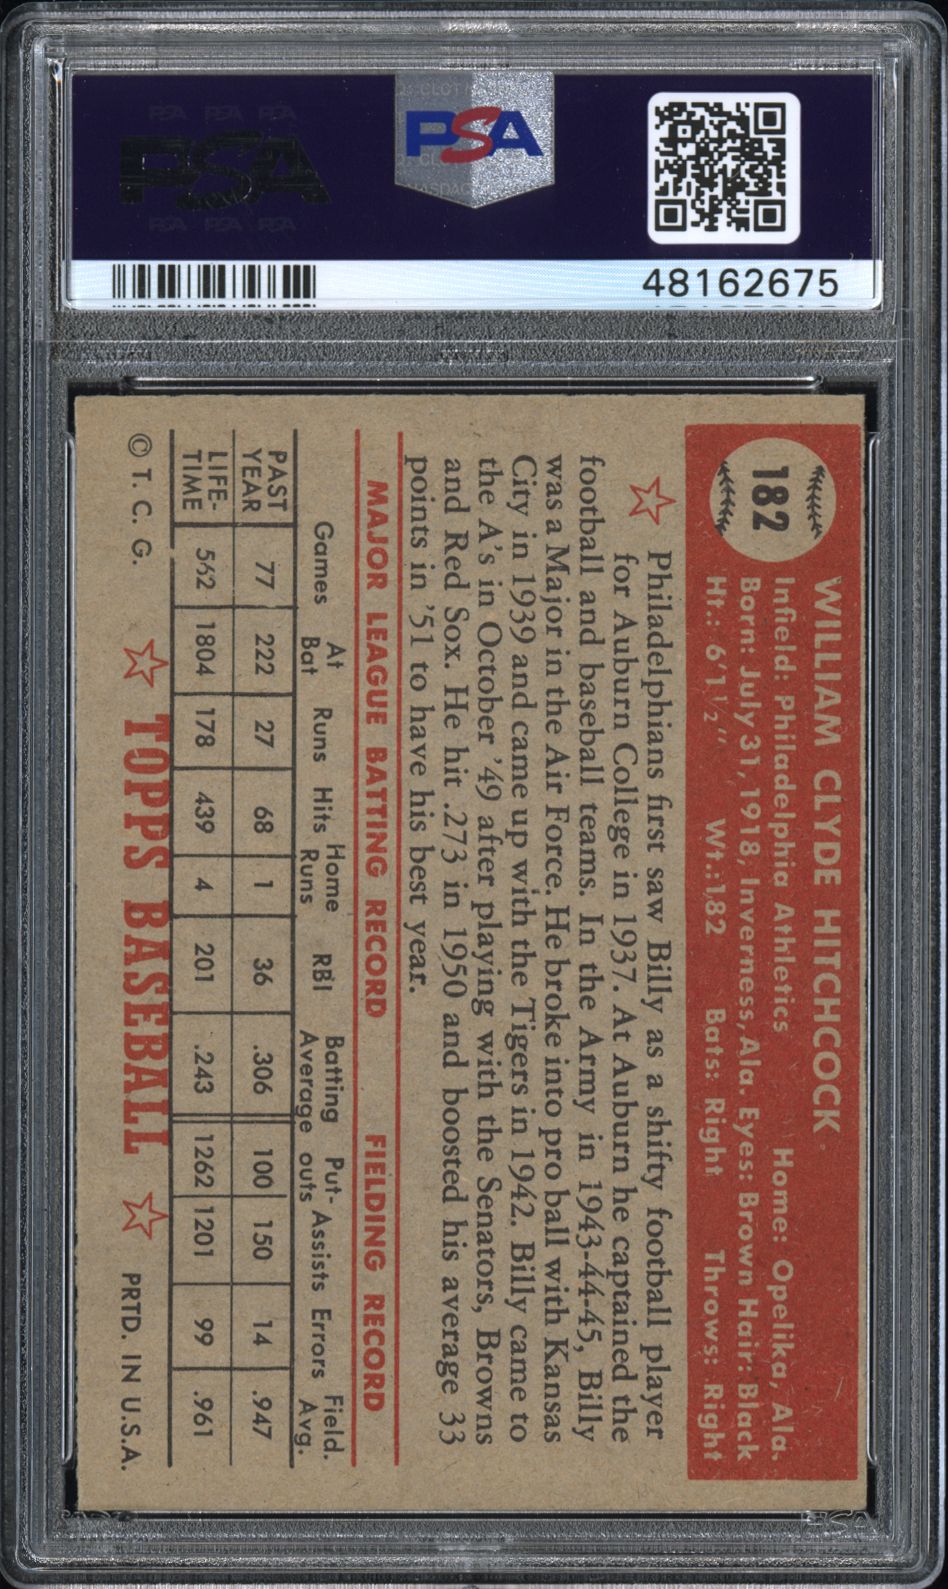 PSA PSA PSA
PSA
PSA PSA PSA
PSA
48162675
182
WILLIAM CLYDE HITCHCOCK
Infield: Philadelphia Athletics Home: Opelika, Ala.
Born: July 31, 1918, Inverness, Ala. Eyes: Brown Hair: Black
Ht.: 6'1½" Wt.: 182 Bats: Right Throws: Right
Philadelphians first saw Billy as a shifty football player
for Auburn College in 1937. At Auburn he captained the
football and baseball teams. In the Army in 1943-44-45, Billy
was a Major in the Air Force. He broke into pro ball with Kansas
City in 1939 and came up with the Tigers in 1942. Billy came to
the A's in October '49 after playing with the Senators, Browns
and Red Sox. He hit .273 in 1950 and boosted his average 33
points in '51 to have his best year.
MAJOR LEAGUE BATTING RECORD FIELDING RECORD
Games At Bat Runs Hits Home Runs RBI Batting Average Put-outs Assists Errors Field. Avg.
PAST YEAR 77 222 27 68 1 36 .306 100 150 14 .947
LIFE-TIME 562 1804 178 439 4 201 .243 1262 1201 99 .961
© T. C. G. TOPPS BASEBALL PRTD. IN U.S.A.